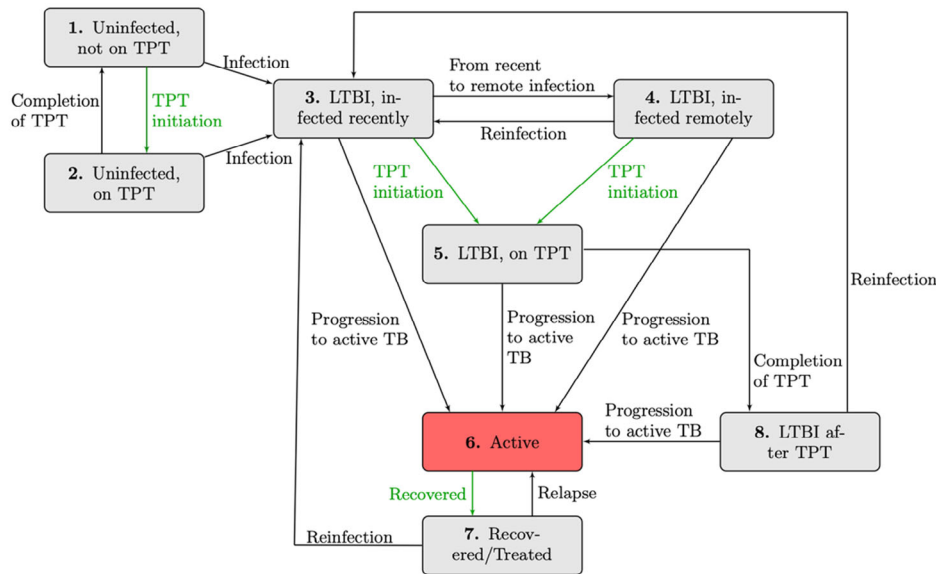 1. Uninfected,
not on TPT
Infection
Completion
of TPT
TPT
initiation
2. Uninfected,
on TPT
Infection
3. LTBI, in-
fected recently
From recent
to remote infection
Reinfection
4. LTBI, in-
fected remotely
TPT
initiation
TPT
initiation
5. LTBI, on TPT
Reinfection
Progression
to active TB
Progression
to active
TB
Progression
to active TB
Completion
of TPT
6. Active
Progression
to active TB
8. LTBI af-
ter TPT
Recovered
Relapse
Reinfection
7. Recov-
ered/Treated